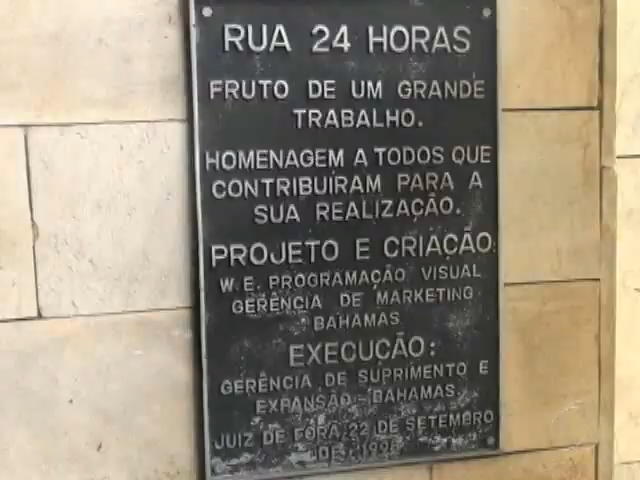 RUA 24 HORAS
FRUTO DE UM GRANDE
TRABALHO.
HOMENAGEM A TODOS QUE
CONTRIBUÍRAM PARA A
SUA REALIZAÇÃO.
PROJETO E CRIAÇÃO:
W.E. PROGRAMAÇÃO VISUAL
GERÊNCIA DE MARKETING
BAHAMAS
EXECUÇÃO:
GERÊNCIA DE SUPRIMENTO E
EXPANSÃO - BAHAMAS.
JUIZ DE FORA, 22 DE SETEMBRO
DE